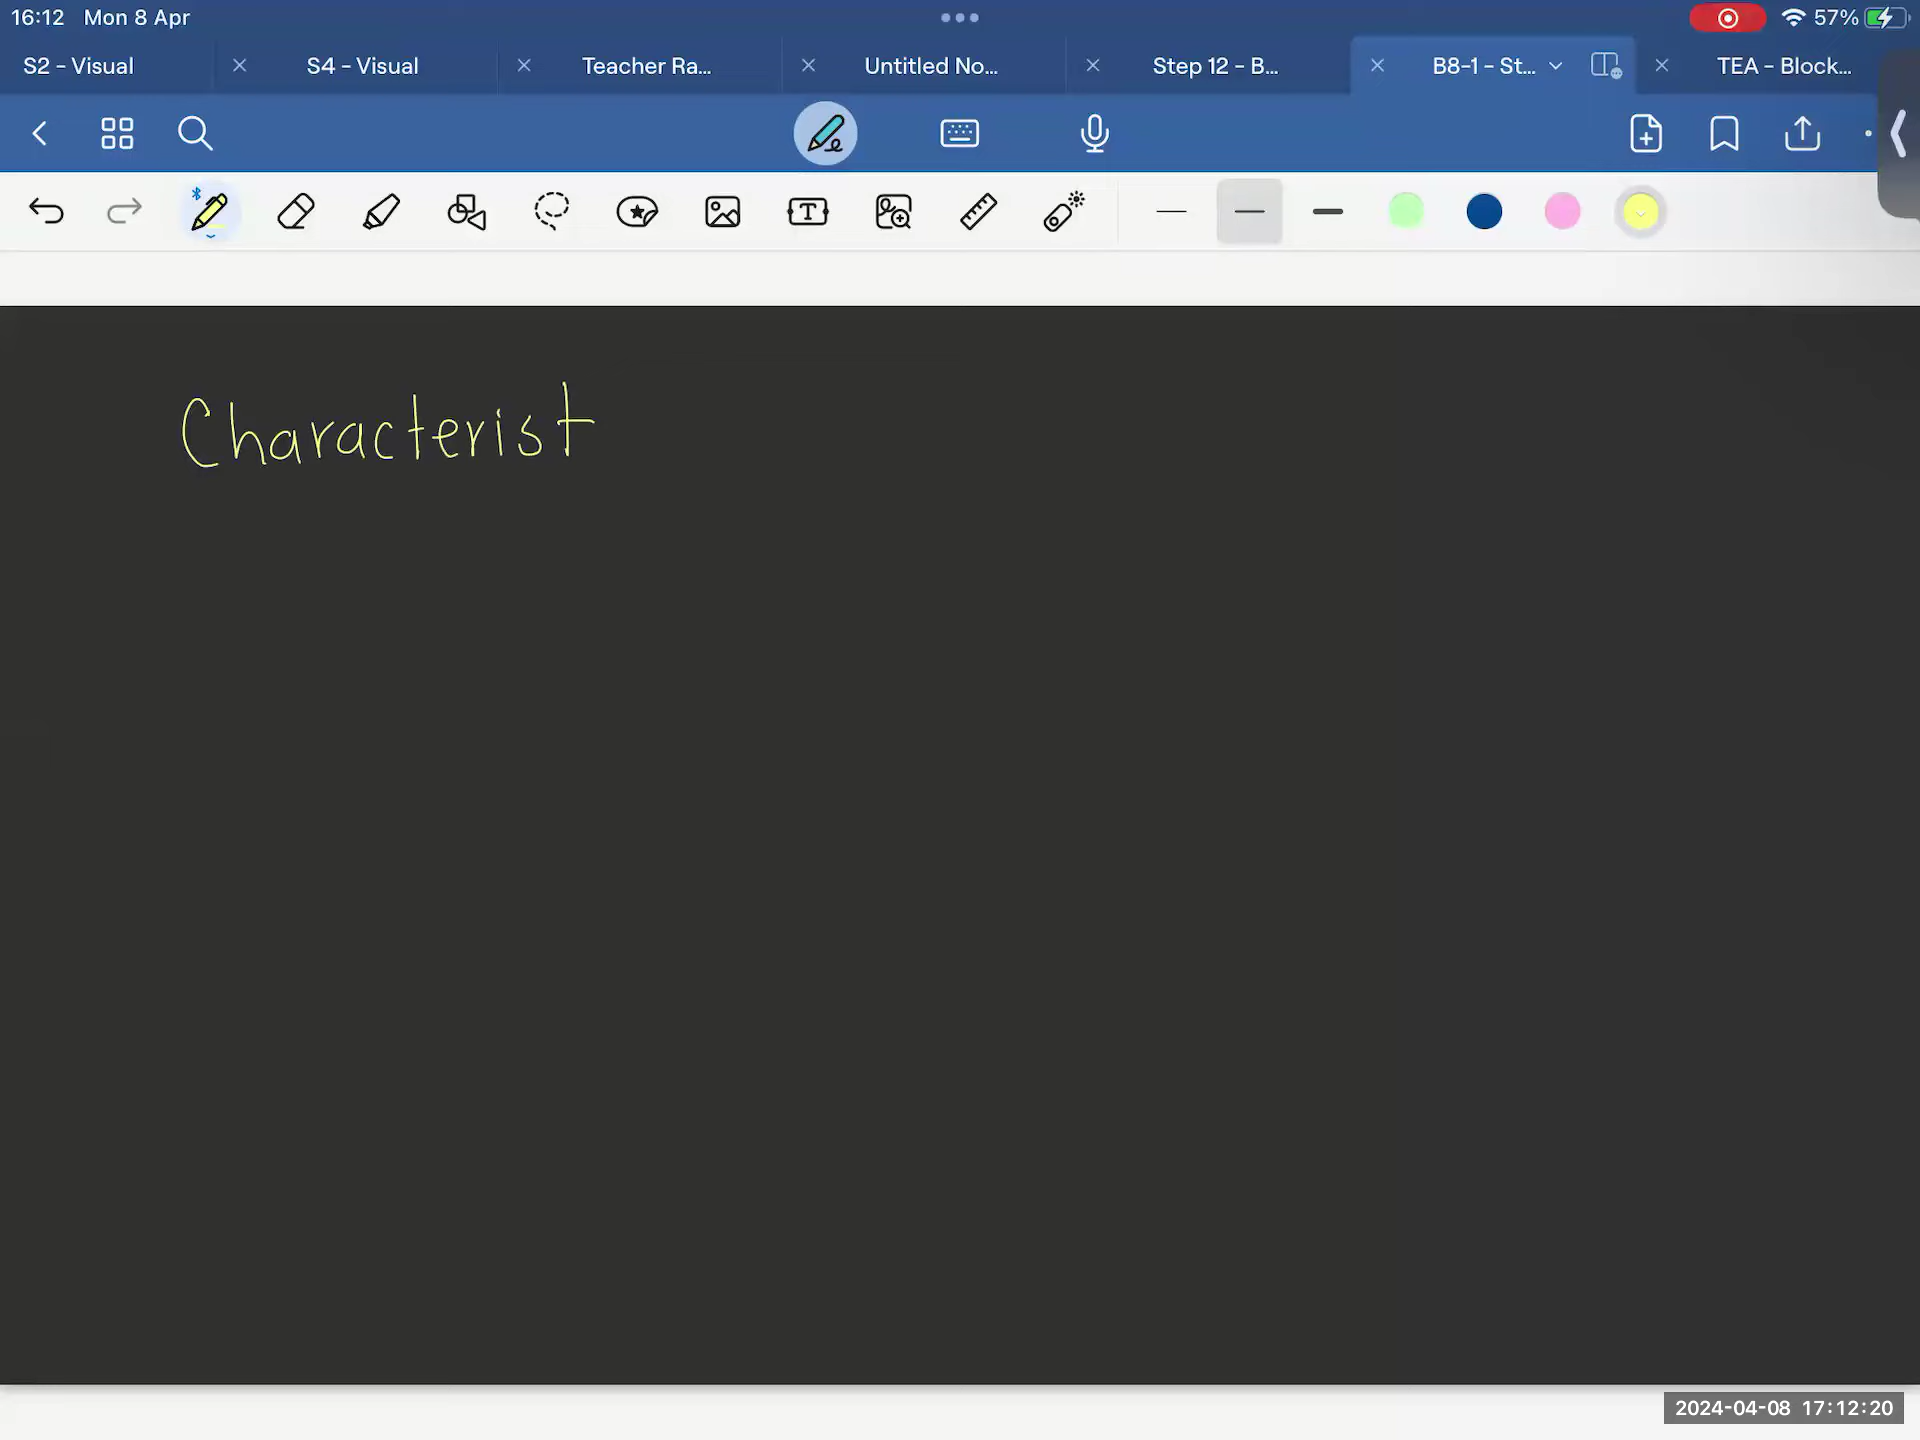 16:12 Mon 8 Apr 57%
S2 - Visual S4 - Visual Teacher Ra... Untitled No... Step 12 - B... B8-1 - St... TEA - Block...
Characterist
2024-04-08 17:12:20